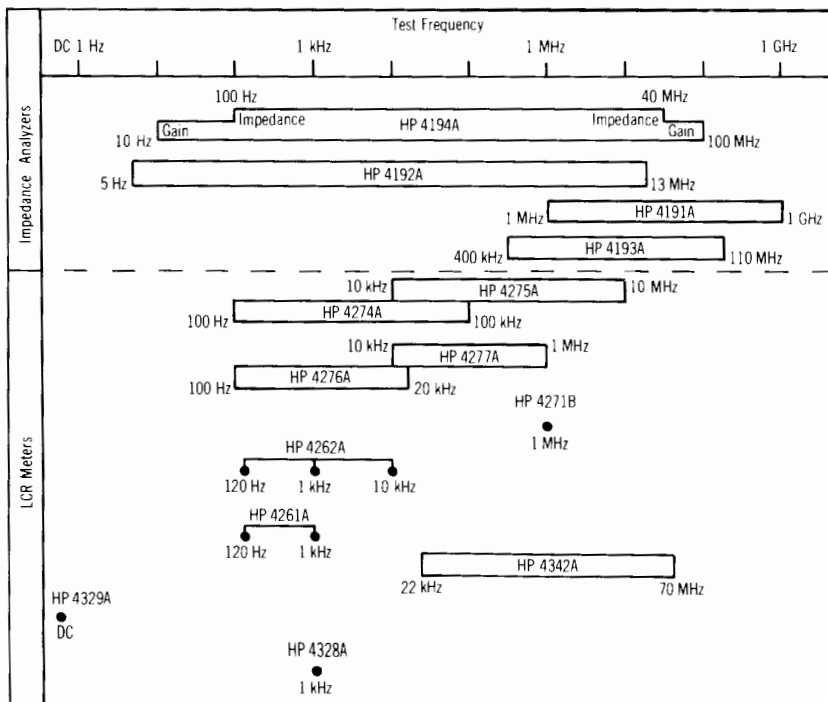 Test Frequency
DC 1 Hz 1 kHz 1 MHz 1 GHz
Impedance Analyzers
100 Hz 40 MHz
Gain Impedance HP 4194A Impedance Gain
10 Hz 100 MHz
HP 4192A
5 Hz 13 MHz
1 MHz HP 4191A 1 GHz
400 kHz HP 4193A 110 MHz
LCR Meters
10 kHz HP 4275A 10 MHz
100 Hz HP 4274A 100 kHz
10 kHz HP 4277A 1 MHz
100 Hz HP 4276A 20 kHz
HP 4271B
1 MHz
HP 4262A
120 Hz 1 kHz 10 kHz
HP 4261A
120 Hz 1 kHz
HP 4342A
22 kHz 70 MHz
HP 4329A
DC
HP 4328A
1 kHz